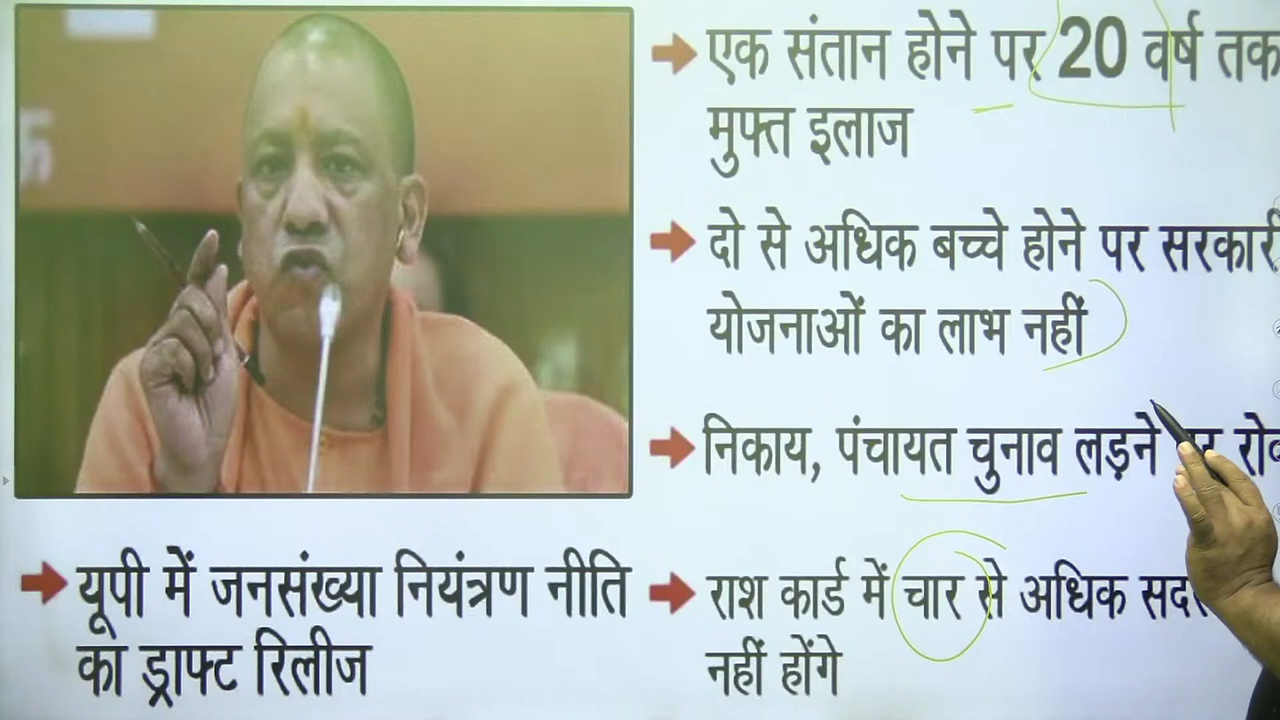 एक संतान होने पर 20 वर्ष तक
मुफ्त इलाज
दो से अधिक बच्चे होने पर सरकारी
योजनाओं का लाभ नहीं
निकाय, पंचायत चुनाव लड़ने
यूपी में जनसंख्या नियंत्रण नीति
का ड्राफ्ट रिलीज
राश कार्ड में चार से अधिक
नहीं होंगे